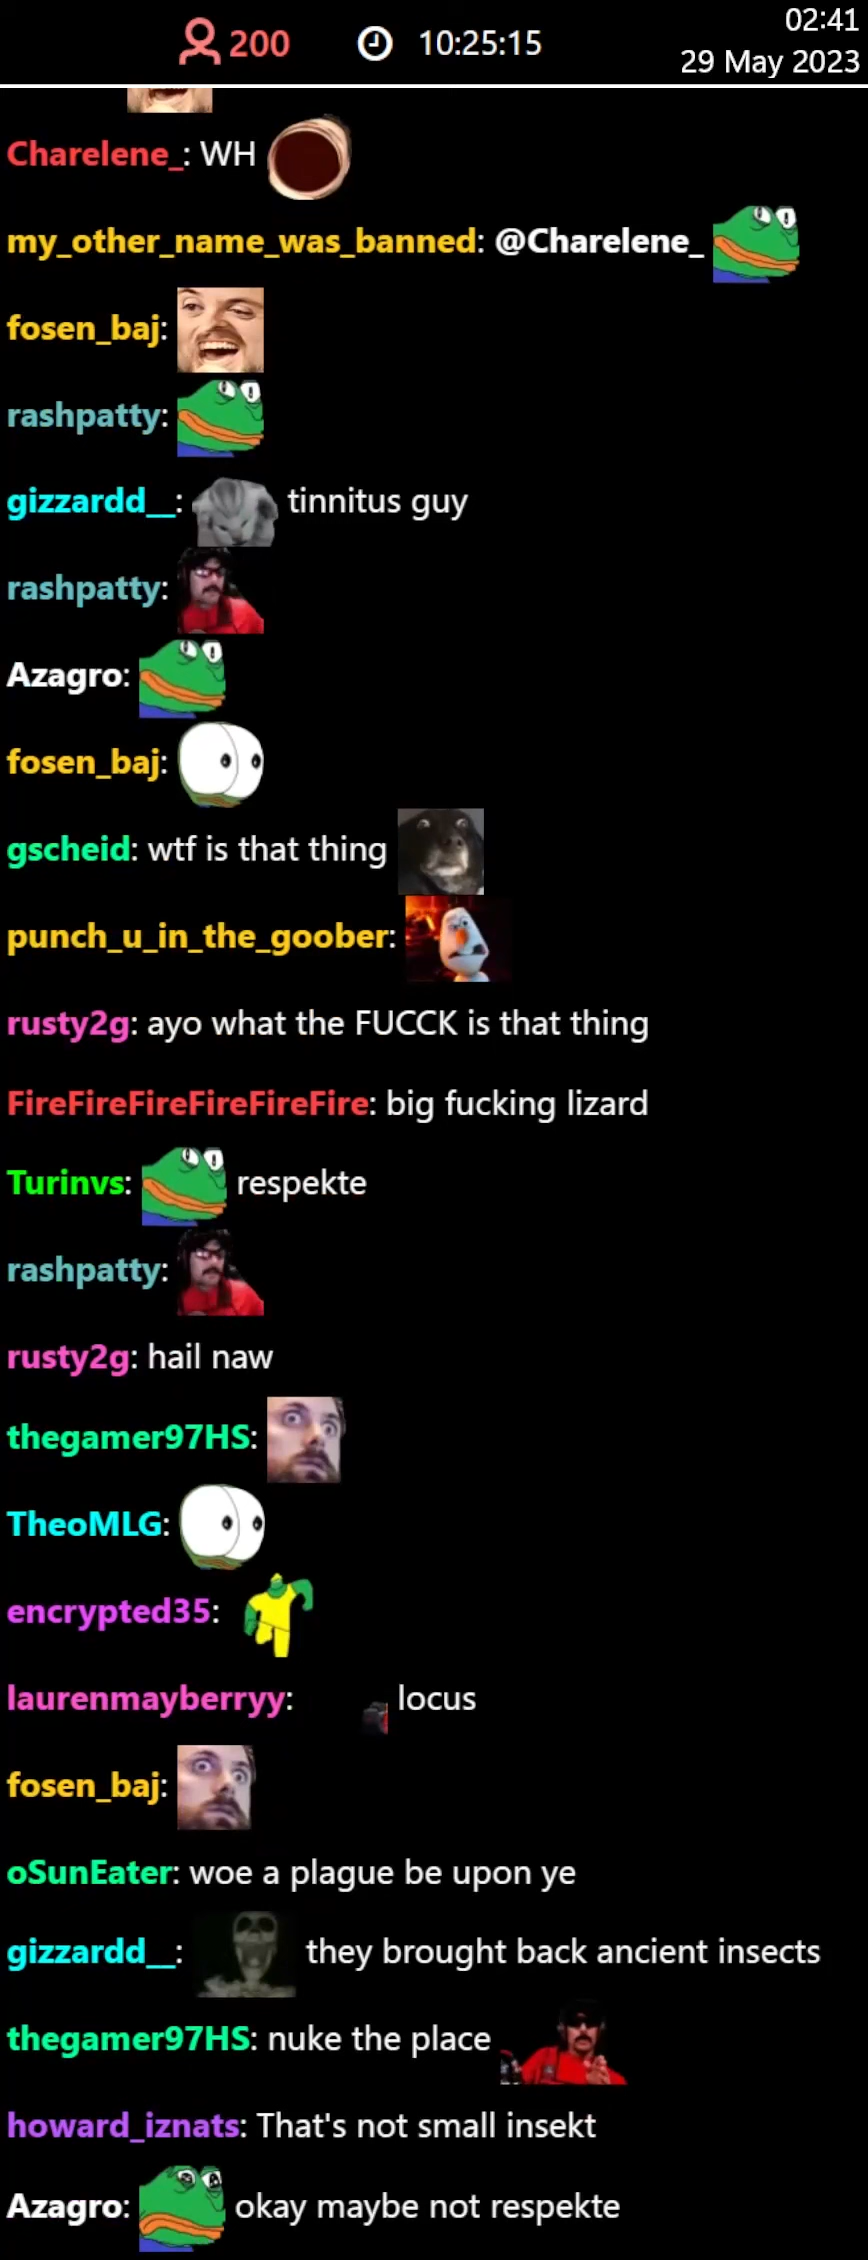 200 10:25:15 02:41
29 May 2023
Charelene_: WH
my_other_name_was_banned: @Charelene_
fosen_baj:
rashpatty:
gizzardd__: tinnitus guy
rashpatty:
Azagro:
fosen_baj:
gscheid: wtf is that thing
punch_u_in_the_goober:
rusty2g: ayo what the FUCCK is that thing
FireFireFireFireFireFire: big fucking lizard
Turinvs: respekte
rashpatty:
rusty2g: hail naw
thegamer97HS:
TheoMLG:
encrypted35:
laurenmayberryy: locus
fosen_baj:
oSunEater: woe a plague be upon ye
gizzardd__: they brought back ancient insects
thegamer97HS: nuke the place
howard_iznats: That's not small insekt
Azagro: okay maybe not respekte